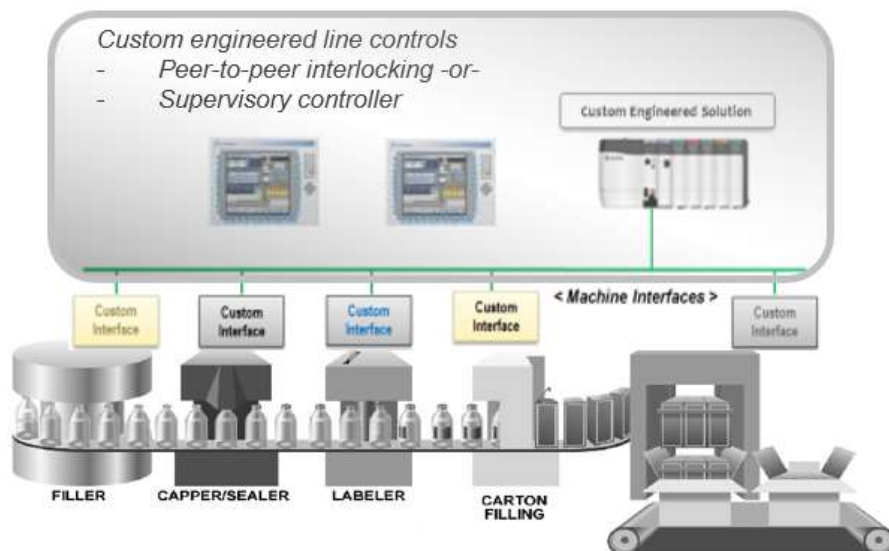 Custom engineered line controls
- Peer-to-peer interlocking -or-
- Supervisory controller
Custom Engineered Solution
Custom
Interface
Custom
Interface
Custom
Interface
Custom
Interface
< Machine Interfaces >
Custom
Interface
FILLER
CAPPER/SEALER
LABELER
CARTON
FILLING